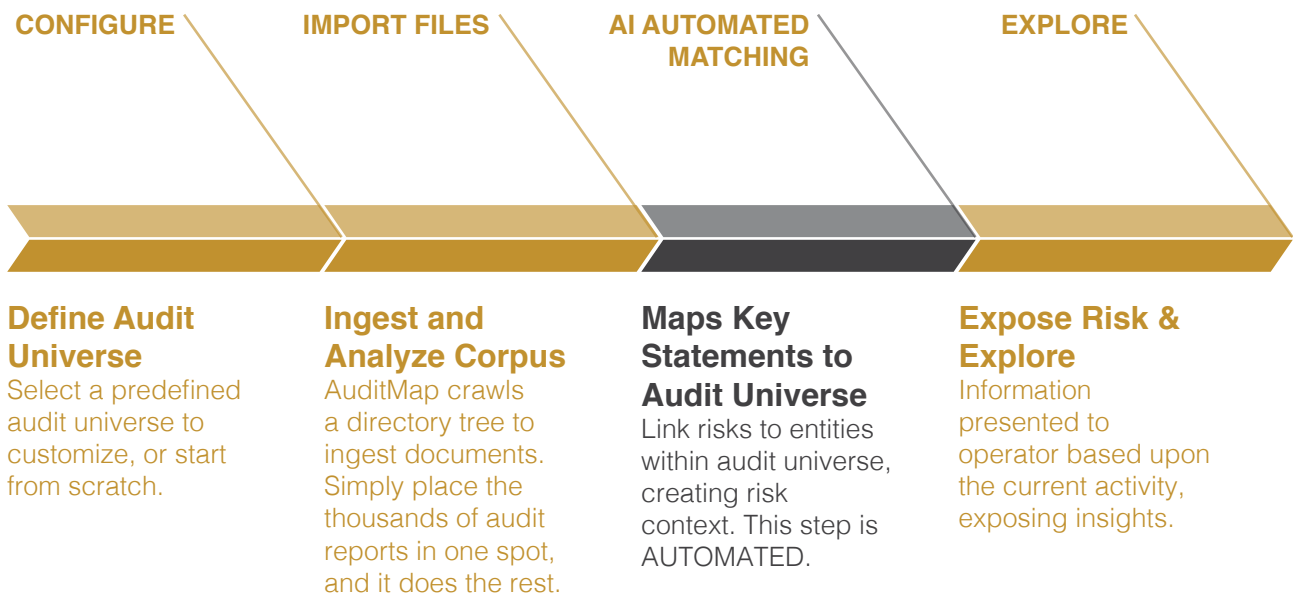 CONFIGURE
IMPORT FILES
AI AUTOMATED
MATCHING
EXPLORE
Define Audit
Universe
Select a predefined
audit universe to
customize, or start
from scratch.
Ingest and
Analyze Corpus
AuditMap crawls
a directory tree to
ingest documents.
Simply place the
thousands of audit
reports in one spot,
and it does the rest.
Maps Key
Statements to
Audit Universe
Link risks to entities
within audit universe,
creating risk
context. This step is
AUTOMATED.
Expose Risk &
Explore
Information
presented to
operator based upon
the current activity,
exposing insights.